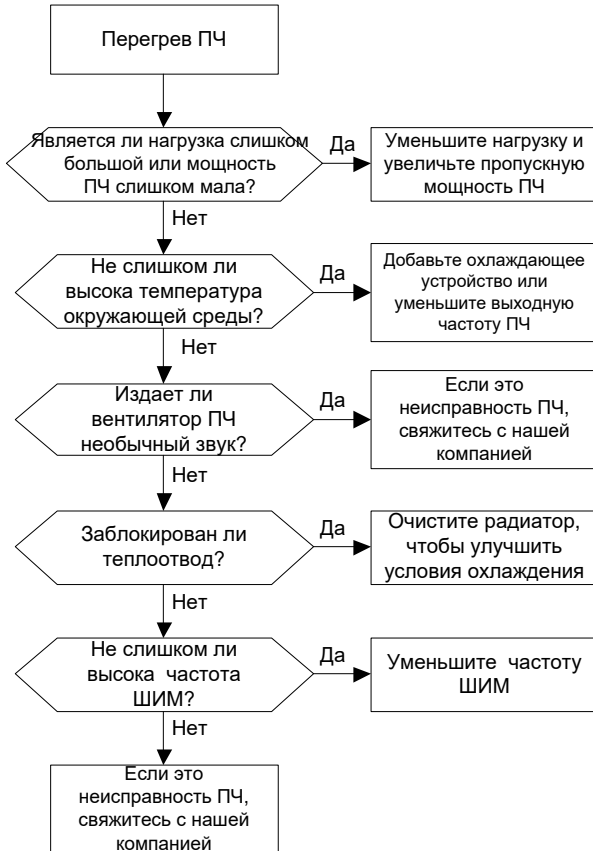 Перегрев ПЧ
Является ли нагрузка слишком
большой или мощность
ПЧ слишком мала?
Да
Уменьшите нагрузку и
увеличьте пропускную
мощность ПЧ
Нет
Не слишком ли
высока температура
окружающей среды?
Да
Добавьте охлаждающее
устройство или
уменьшите выходную
частоту ПЧ
Нет
Издает ли
вентилятор ПЧ
необычный звук?
Да
Если это
неисправность ПЧ,
свяжитесь с нашей
компанией
Нет
Заблокирован ли
теплоотвод?
Да
Очистите радиатор,
чтобы улучшить
условия охлаждения
Нет
Не слишком ли
высока частота
ШИМ?
Да
Уменьшите частоту
ШИМ
Нет
Если это
неисправность ПЧ,
свяжитесь с нашей
компанией